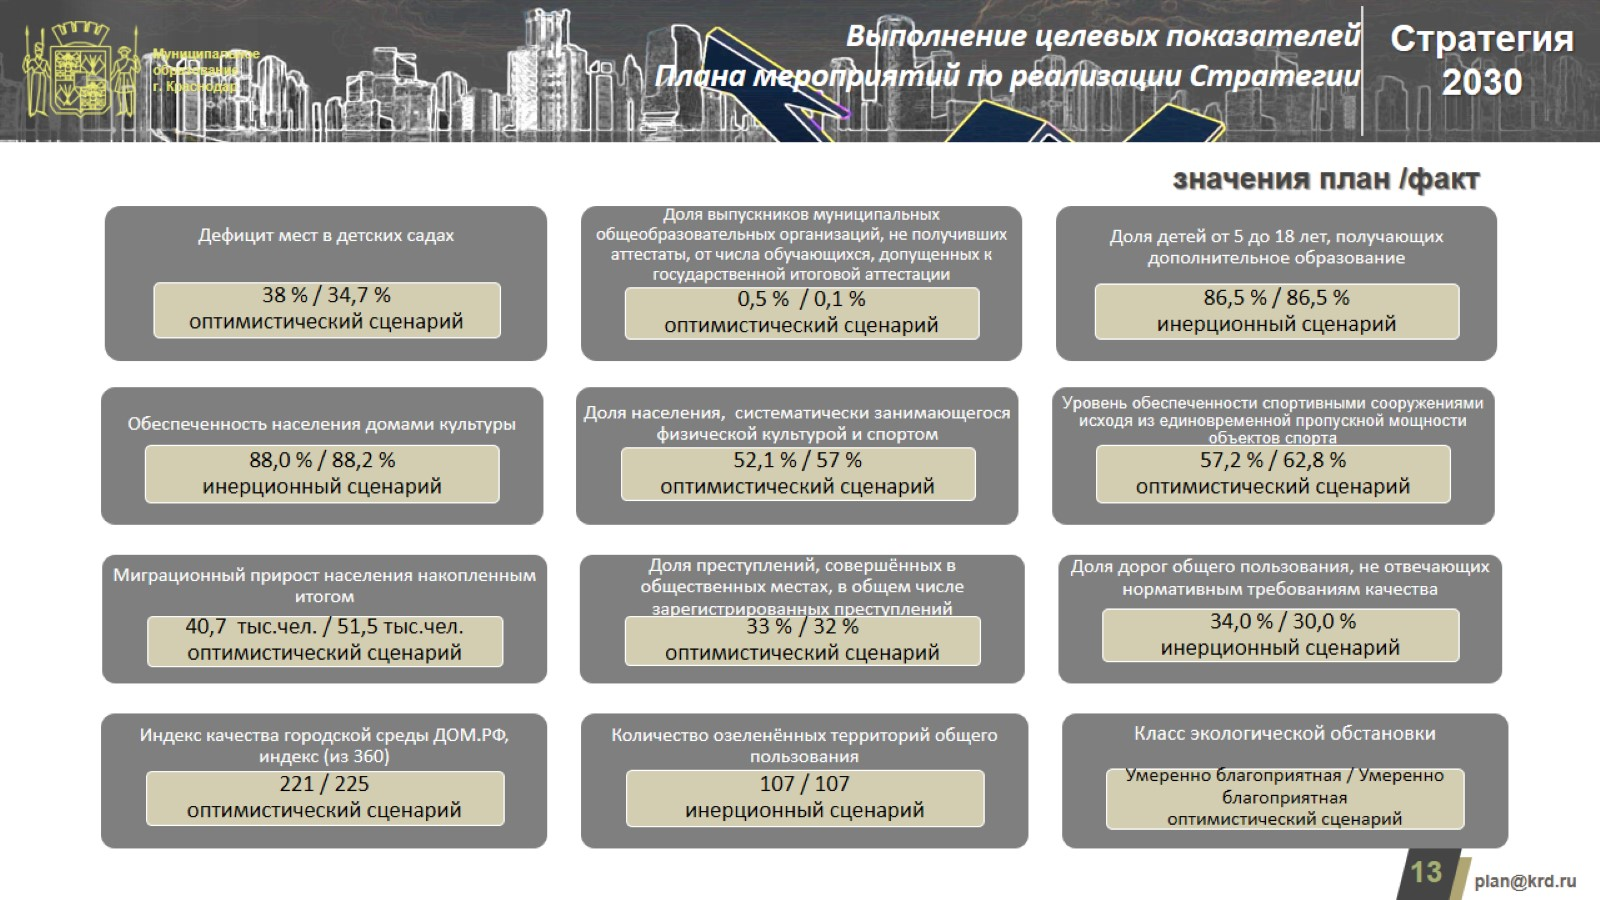 Муниципальное
образование
г. Краснодар
Выполнение целевых показателей
Плана мероприятий по реализации Стратегии
Стратегия
2030
значения план /факт
Дефицит мест в детских садах
38 % / 34,7 %
оптимистический сценарий
Доля выпускников муниципальных
общеобразовательных организаций, не получивших
аттестаты, от числа обучающихся, допущенных к
государственной итоговой аттестации
0,5 % / 0,1 %
оптимистический сценарий
Доля детей от 5 до 18 лет, получающих
дополнительное образование
86,5 % / 86,5 %
инерционный сценарий
Обеспеченность населения домами культуры
88,0 % / 88,2 %
инерционный сценарий
Доля населения, систематически занимающегося
физической культурой и спортом
52,1 % / 57 %
оптимистический сценарий
Уровень обеспеченности спортивными сооружениями
исходя из единовременной пропускной мощности
объектов спорта
57,2 % / 62,8 %
оптимистический сценарий
Миграционный прирост населения накопленным
итогом
40,7 тыс.чел. / 51,5 тыс.чел.
оптимистический сценарий
Доля преступлений, совершённых в
общественных местах, в общем числе
зарегистрированных преступлений
33 % / 32 %
оптимистический сценарий
Доля дорог общего пользования, не отвечающих
нормативным требованиям качества
34,0 % / 30,0 %
инерционный сценарий
Индекс качества городской среды ДОМ.РФ,
индекс (из 360)
221 / 225
оптимистический сценарий
Количество озеленённых территорий общего
пользования
107 / 107
инерционный сценарий
Класс экологической обстановки
Умеренно благоприятная / Умеренно
благоприятная
оптимистический сценарий
13
plan@krd.ru